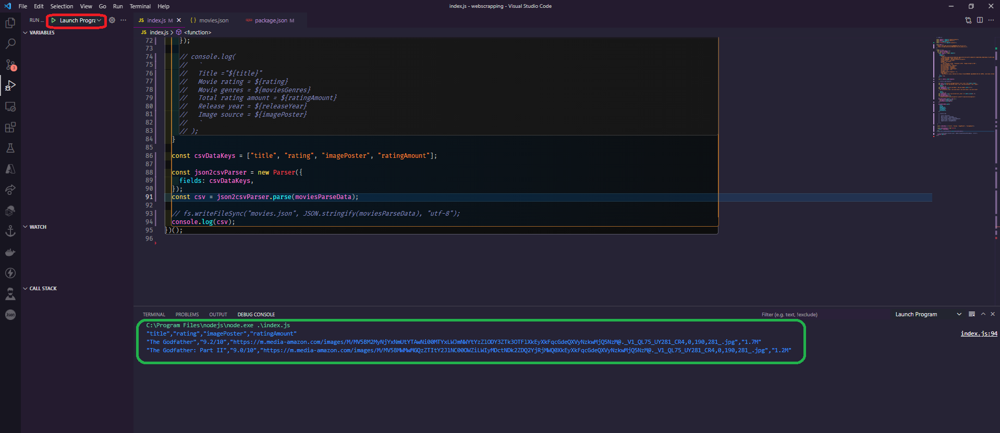 File Edit Selection View Go Run Terminal Help
index.js - webscrapping - Visual Studio Code
RUN ... Launch Progra
JS index.js M {} movies.json package.json M
VARIABLES
JS index.js > <function>
72 });
73
74 // console.log(
75 // `
76 // Title ="${title}"
77 // Movie rating = ${rating}
78 // Movie genres = ${moviesGenres}
79 // Total rating amount = ${ratingAmount}
80 // Release year = ${releaseYear}
81 // Image source = ${imagePoster}
82 // `
83 // );
84 }
85
86 const csvDataKeys = ["title", "rating", "imagePoster", "ratingAmount"];
87
88 const json2csvParser = new Parser({
89 fields: csvDataKeys,
90 });
91 const csv = json2csvParser.parse(moviesParseData);
92
93 // fs.writeFileSync("movies.json", JSON.stringify(moviesParseData), "utf-8");
94 console.log(csv);
95 })();
96
3
WATCH
CALL STACK
Json
TERMINAL PROBLEMS OUTPUT DEBUG CONSOLE
Filter (e.g. text, !exclude)
Launch Program
C:\Program Files\nodejs\node.exe .\index.js
"title","rating","imagePoster","ratingAmount"
index.js:94
"The Godfather","9.2/10","https://m.media-amazon.com/images/M/MV5BM2MyNjYxNmUtYTAwNi00MTYxLWJmNWYtYzZlODY3ZTk3OTFlXkEyXkFqcGdeQXVyNzkwMjQ5NzM@._V1_QL75_UY281_CR4,0,190,281_.jpg","1.7M"
"The Godfather: Part II","9.0/10","https://m.media-amazon.com/images/M/MV5BMWMwMGQzZTItY2JlNC00OWZiLWIyMDctNDk2ZDQ2YjRjMWQ0XkEyXkFqcGdeQXVyNzkwMjQ5NzM@._V1_QL75_UY281_CR4,0,190,281_.jpg","1.2M"